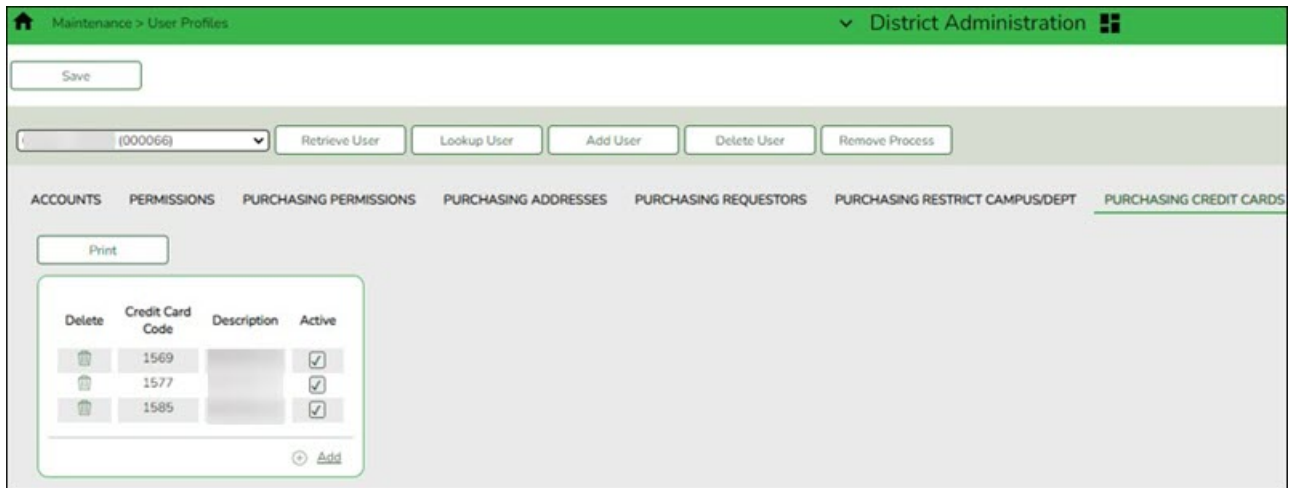 Maintenance > User Profiles
District Administration
Save
(000066)
Retrieve User
Lookup User
Add User
Delete User
Remove Process
ACCOUNTS PERMISSIONS PURCHASING PERMISSIONS PURCHASING ADDRESSES PURCHASING REQUESTORS PURCHASING RESTRICT CAMPUS/DEPT PURCHASING CREDIT CARDS
Print
Delete Credit Card Code Description Active
1569
1577
1585
Add